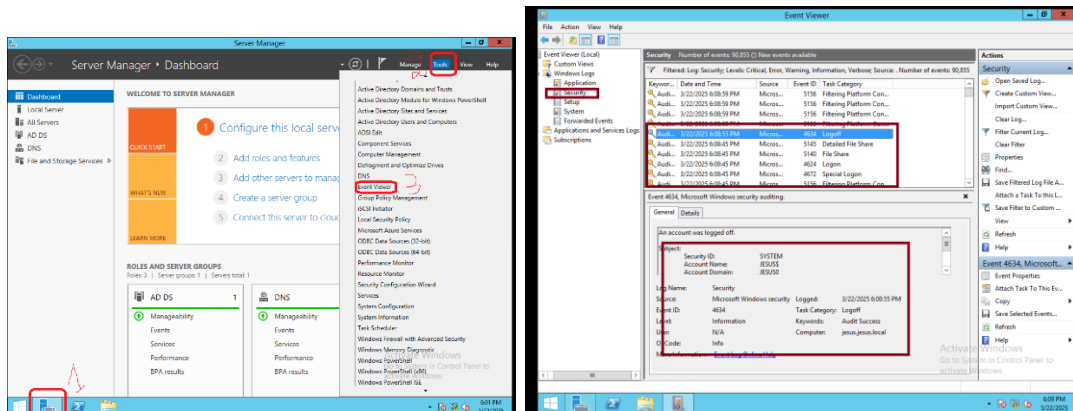 Server Manager
Server Manager • Dashboard
Manage Tools View Help
Dashboard
Local Server
All Servers
AD DS
DNS
File and Storage Services
WELCOME TO SERVER MANAGER
QUICK START
WHAT'S NEW
LEARN MORE
1 Configure this local serv
2 Add roles and features
3 Add other servers to manag
4 Create a server group
5 Connect this server to cloud
ROLES AND SERVER GROUPS
Roles: 3 | Server groups: 1 | Servers total: 1
AD DS 1
Manageability
Events
Services
Performance
BPA results
DNS
Manageability
Events
Services
Performance
BPA results
Active Directory Domains and Trusts
Active Directory Module for Windows PowerShell
Active Directory Sites and Services
Active Directory Users and Computers
ADSI Edit
Component Services
Computer Management
Defragment and Optimize Drives
DNS
Event Viewer
Group Policy Management
iSCSI Initiator
Local Security Policy
Microsoft Azure Services
ODBC Data Sources (32-bit)
ODBC Data Sources (64-bit)
Performance Monitor
Resource Monitor
Security Configuration Wizard
Services
System Configuration
System Information
Task Scheduler
Windows Firewall with Advanced Security
Windows Memory Diagnostic
Windows PowerShell
Windows PowerShell (x86)
Windows PowerShell ISE
Activate Windows
Go to System in Control Panel to
activate Windows.
6:01 PM
3/22/2025
Event Viewer
File Action View Help
Event Viewer (Local)
Custom Views
Windows Logs
Application
Security
Setup
System
Forwarded Events
Applications and Services Logs
Subscriptions
Security Number of events: 90,855 (!) New events available
Filtered: Log: Security; Levels: Critical, Error, Warning, Information, Verbose; Source: . Number of events: 90,855
Keywor... Date and Time Source Event ID Task Category
Audi... 3/22/2025 6:08:59 PM Micros... 5156 Filtering Platform Con...
Audi... 3/22/2025 6:08:59 PM Micros... 5156 Filtering Platform Con...
Audi... 3/22/2025 6:08:55 PM Micros... 4634 Logoff
Audi... 3/22/2025 6:08:45 PM Micros... 5145 Detailed File Share
Audi... 3/22/2025 6:08:45 PM Micros... 5140 File Share
Audi... 3/22/2025 6:08:45 PM Micros... 4624 Logon
Audi... 3/22/2025 6:08:45 PM Micros... 4672 Special Logon
Audi... 3/22/2025 6:08:45 PM Micros... 5156 Filtering Platform Con...
Event 4634, Microsoft Windows security auditing.
General Details
An account was logged off.
Subject:
Security ID: SYSTEM
Account Name: JESUS$
Account Domain: JESUS0
Log Name: Security
Source: Microsoft Windows security Logged: 3/22/2025 6:08:55 PM
Event ID: 4634 Task Category: Logoff
Level: Information Keywords: Audit Success
User: N/A Computer: jesus.jesus.local
OpCode: Info
More Information: Event Log Online Help
Actions
Security
Open Saved Log...
Create Custom View...
Import Custom View...
Clear Log...
Filter Current Log...
Clear Filter
Properties
Find...
Save Filtered Log File A...
Attach a Task To this L...
Save Filter to Custom ...
View
Refresh
Help
Event 4634, Microsoft...
Event Properties
Attach Task To This Ev...
Copy
Save Selected Events...
Refresh
Help
Activate Windows
Go to System in Control Panel to
activate Windows.
6:09 PM
3/22/2025